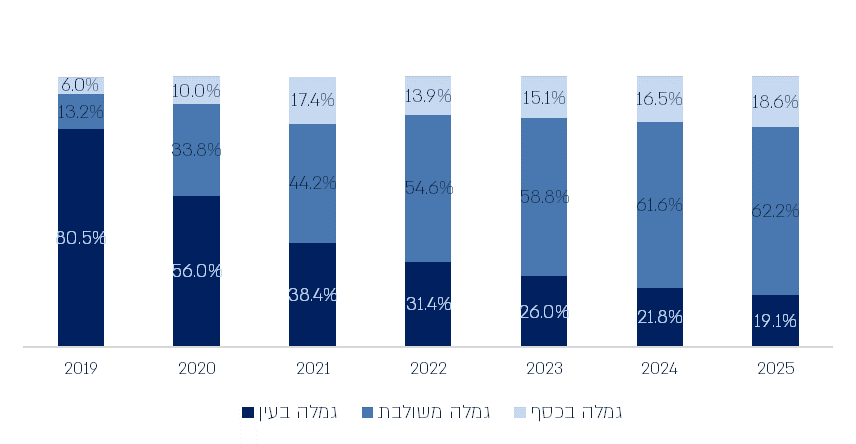 6.0% 10.0% 17.4% 13.9% 15.1% 16.5% 18.6%
13.2% 33.8% 44.2% 54.6% 58.8% 61.6% 62.2%
80.5% 56.0% 38.4% 31.4% 26.0% 21.8% 19.1%
2019 2020 2021 2022 2023 2024 2025
גמלה בכסף גמלה משולבת גמלה בעין